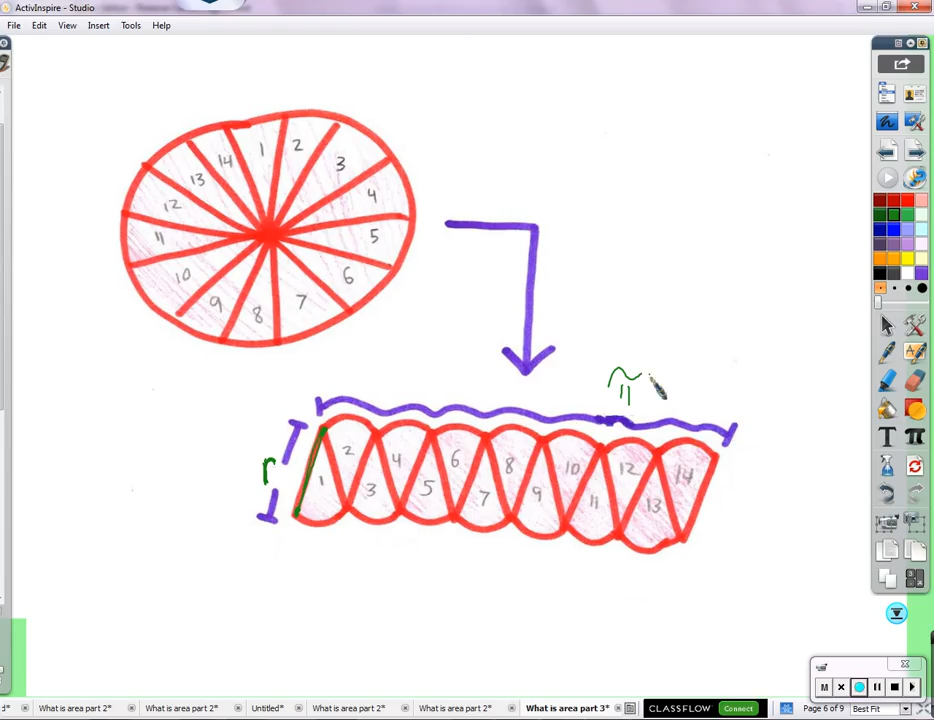 ActivInspire - Studio
File Edit View Insert Tools Help
14 1 2
13 3
12 4
11 5
10 6
9 8 7
π
r
2 4 6 8 10 12 14
1 3 5 7 9 11 13
What is area part 2* What is area part 2* Untitled* What is area part 2* What is area part 2* What is area part 3* CLASSFLOW Connect Page 6 of 9 Best Fit
M